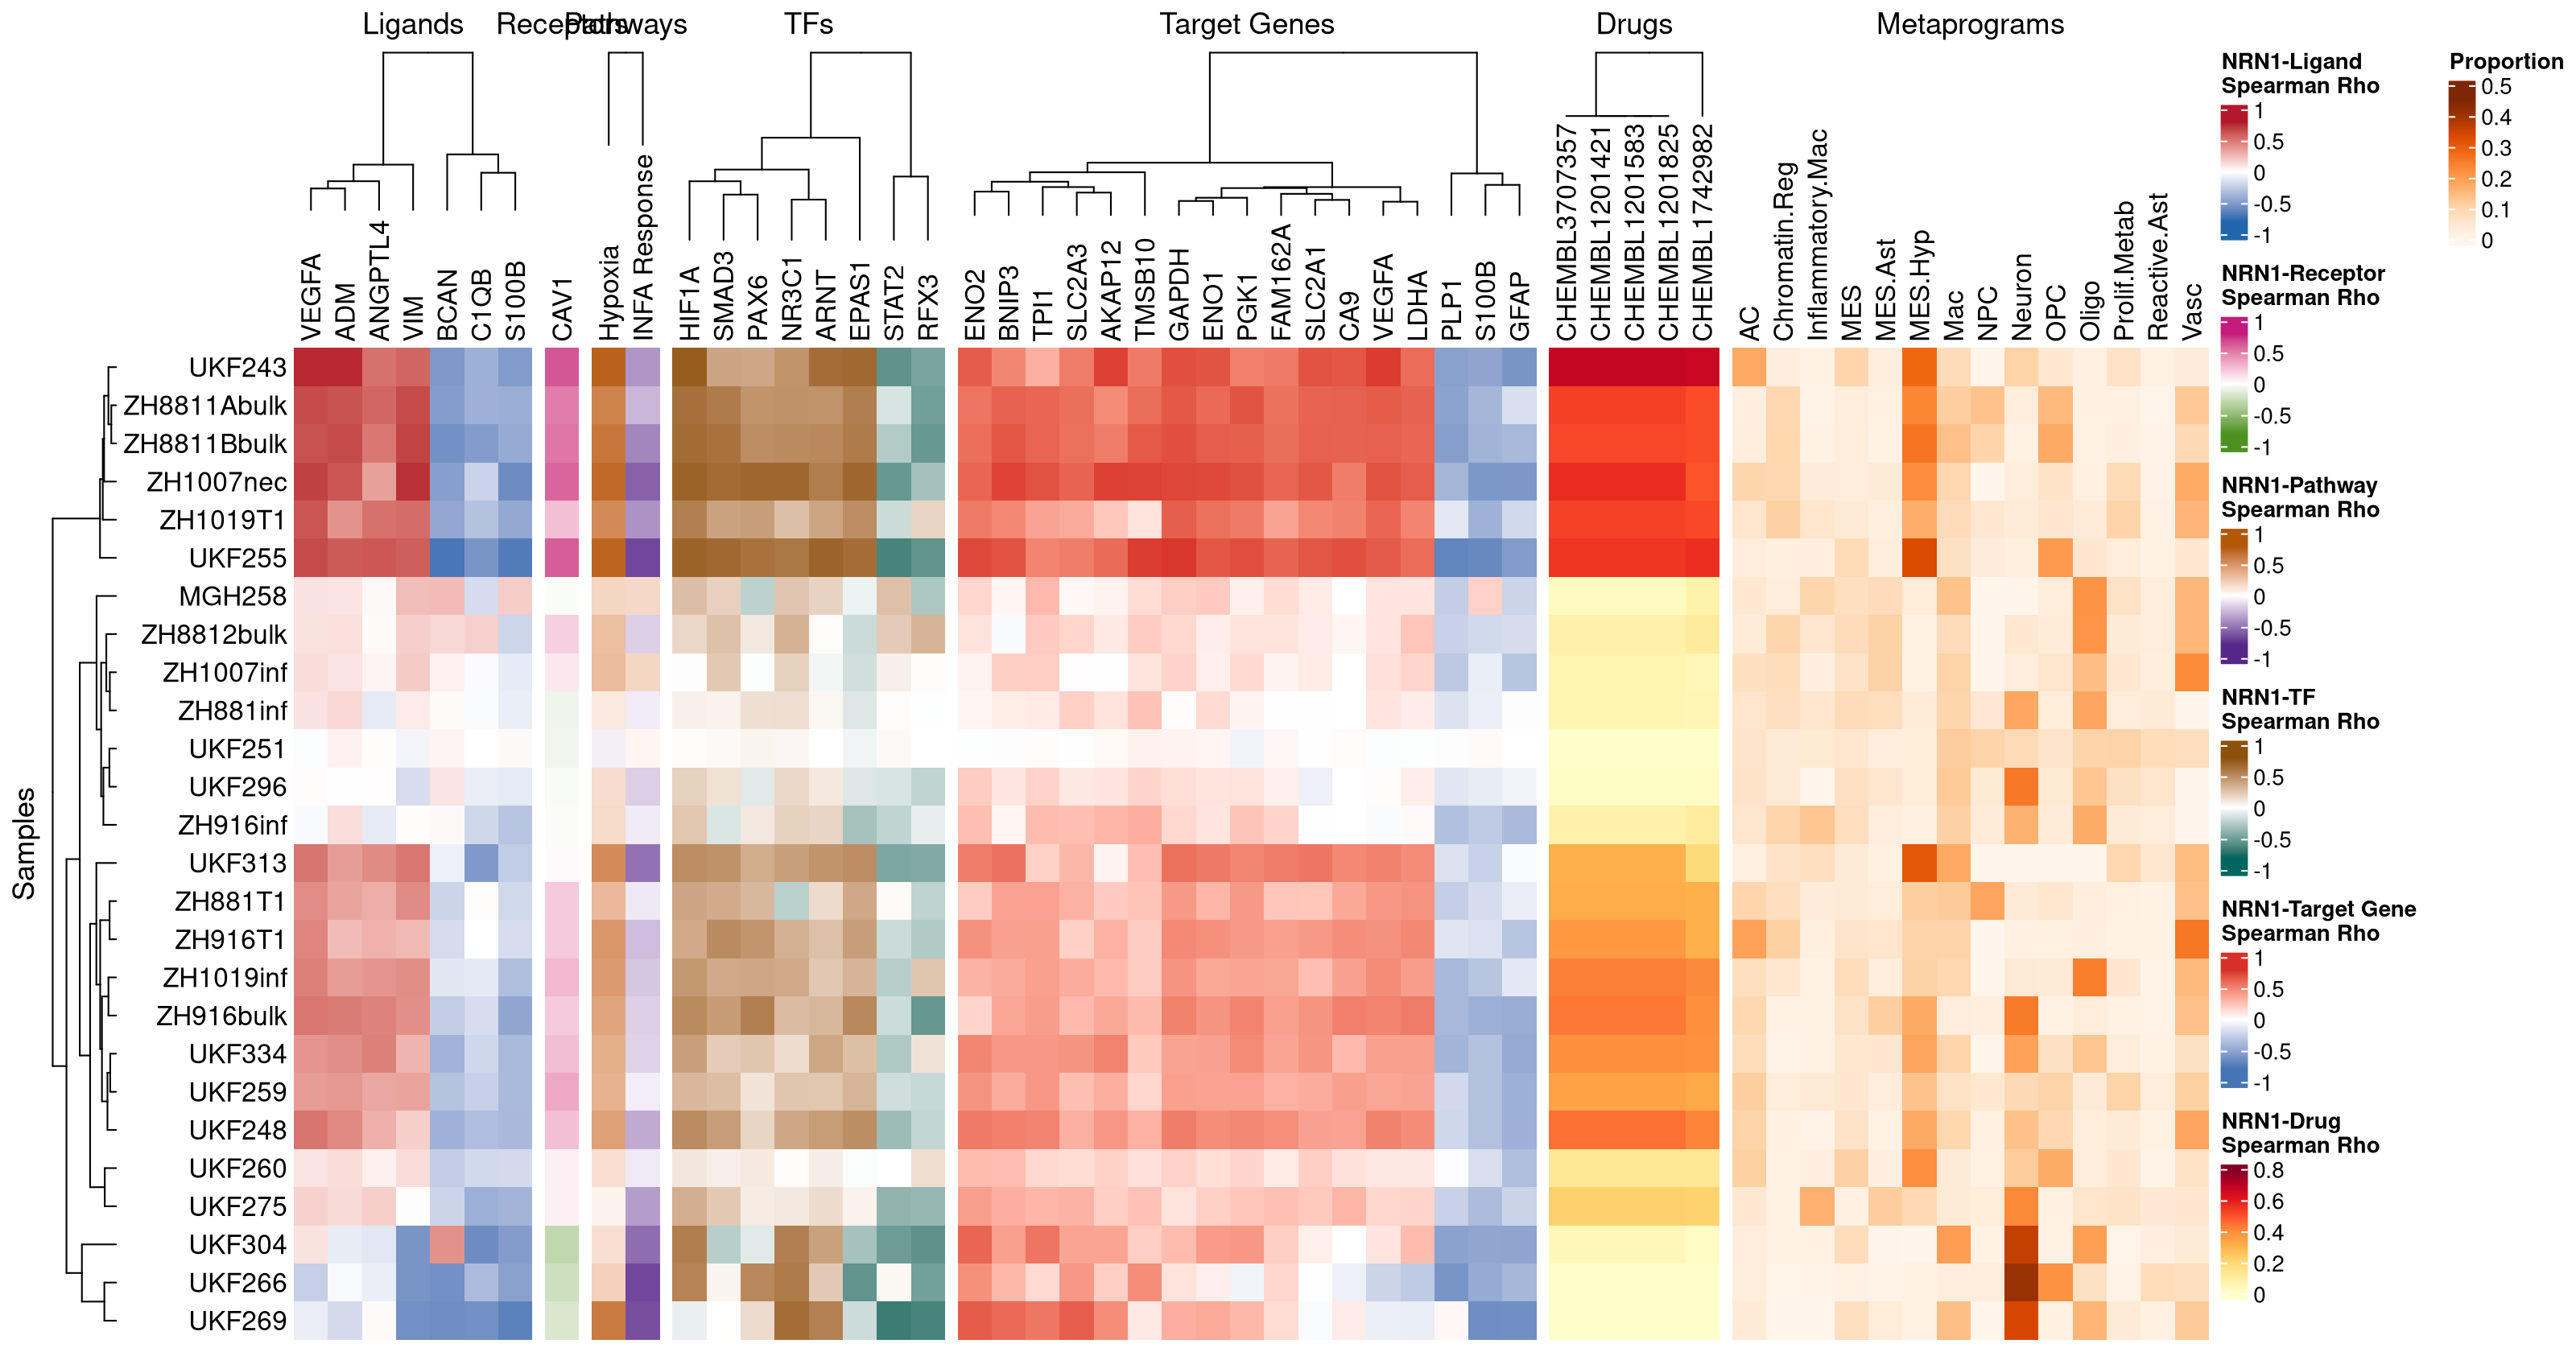 Ligands
Receptors
Pathways
TFs
Target Genes
Drugs
Metaprograms
VEGFA
ADM
ANGPTL4
VIM
BCAN
C1QB
S100B
CAV1
Hypoxia
INFA Response
HIF1A
SMAD3
PAX6
NR3C1
ARNT
EPAS1
STAT2
RFX3
ENO2
BNIP3
TPI1
SLC2A3
AKAP12
TMSB10
GAPDH
ENO1
PGK1
FAM162A
SLC2A1
CA9
VEGFA
LDHA
PLP1
S100B
GFAP
CHEMBL3707357
CHEMBL1201421
CHEMBL1201583
CHEMBL1201825
CHEMBL1742982
AC
Chromatin.Reg
Inflammatory.Mac
MES
MES.Ast
MES.Hyp
Mac
NPC
Neuron
OPC
Oligo
Prolif.Metab
Reactive.Ast
Vasc
Samples
UKF243
ZH8811Abulk
ZH8811Bbulk
ZH1007nec
ZH1019T1
UKF255
MGH258
ZH8812bulk
ZH1007inf
ZH881inf
UKF251
UKF296
ZH916inf
UKF313
ZH881T1
ZH916T1
ZH1019inf
ZH916bulk
UKF334
UKF259
UKF248
UKF260
UKF275
UKF304
UKF266
UKF269
NRN1-Ligand
Spearman Rho
1
0.5
0
-0.5
-1
NRN1-Receptor
Spearman Rho
1
0.5
0
-0.5
-1
NRN1-Pathway
Spearman Rho
1
0.5
0
-0.5
-1
NRN1-TF
Spearman Rho
1
0.5
0
-0.5
-1
NRN1-Target Gene
Spearman Rho
1
0.5
0
-0.5
-1
NRN1-Drug
Spearman Rho
0.8
0.6
0.4
0.2
0
Proportion
0.5
0.4
0.3
0.2
0.1
0